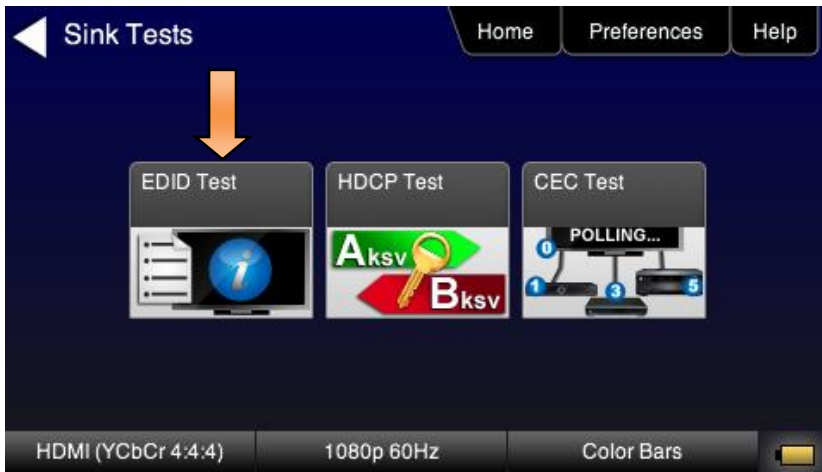 Sink Tests
Home
Preferences
Help
EDID Test
HDCP Test
CEC Test
i
Aksv
Bksv
POLLING...
0
1
3
5
HDMI (YCbCr 4:4:4)
1080p 60Hz
Color Bars